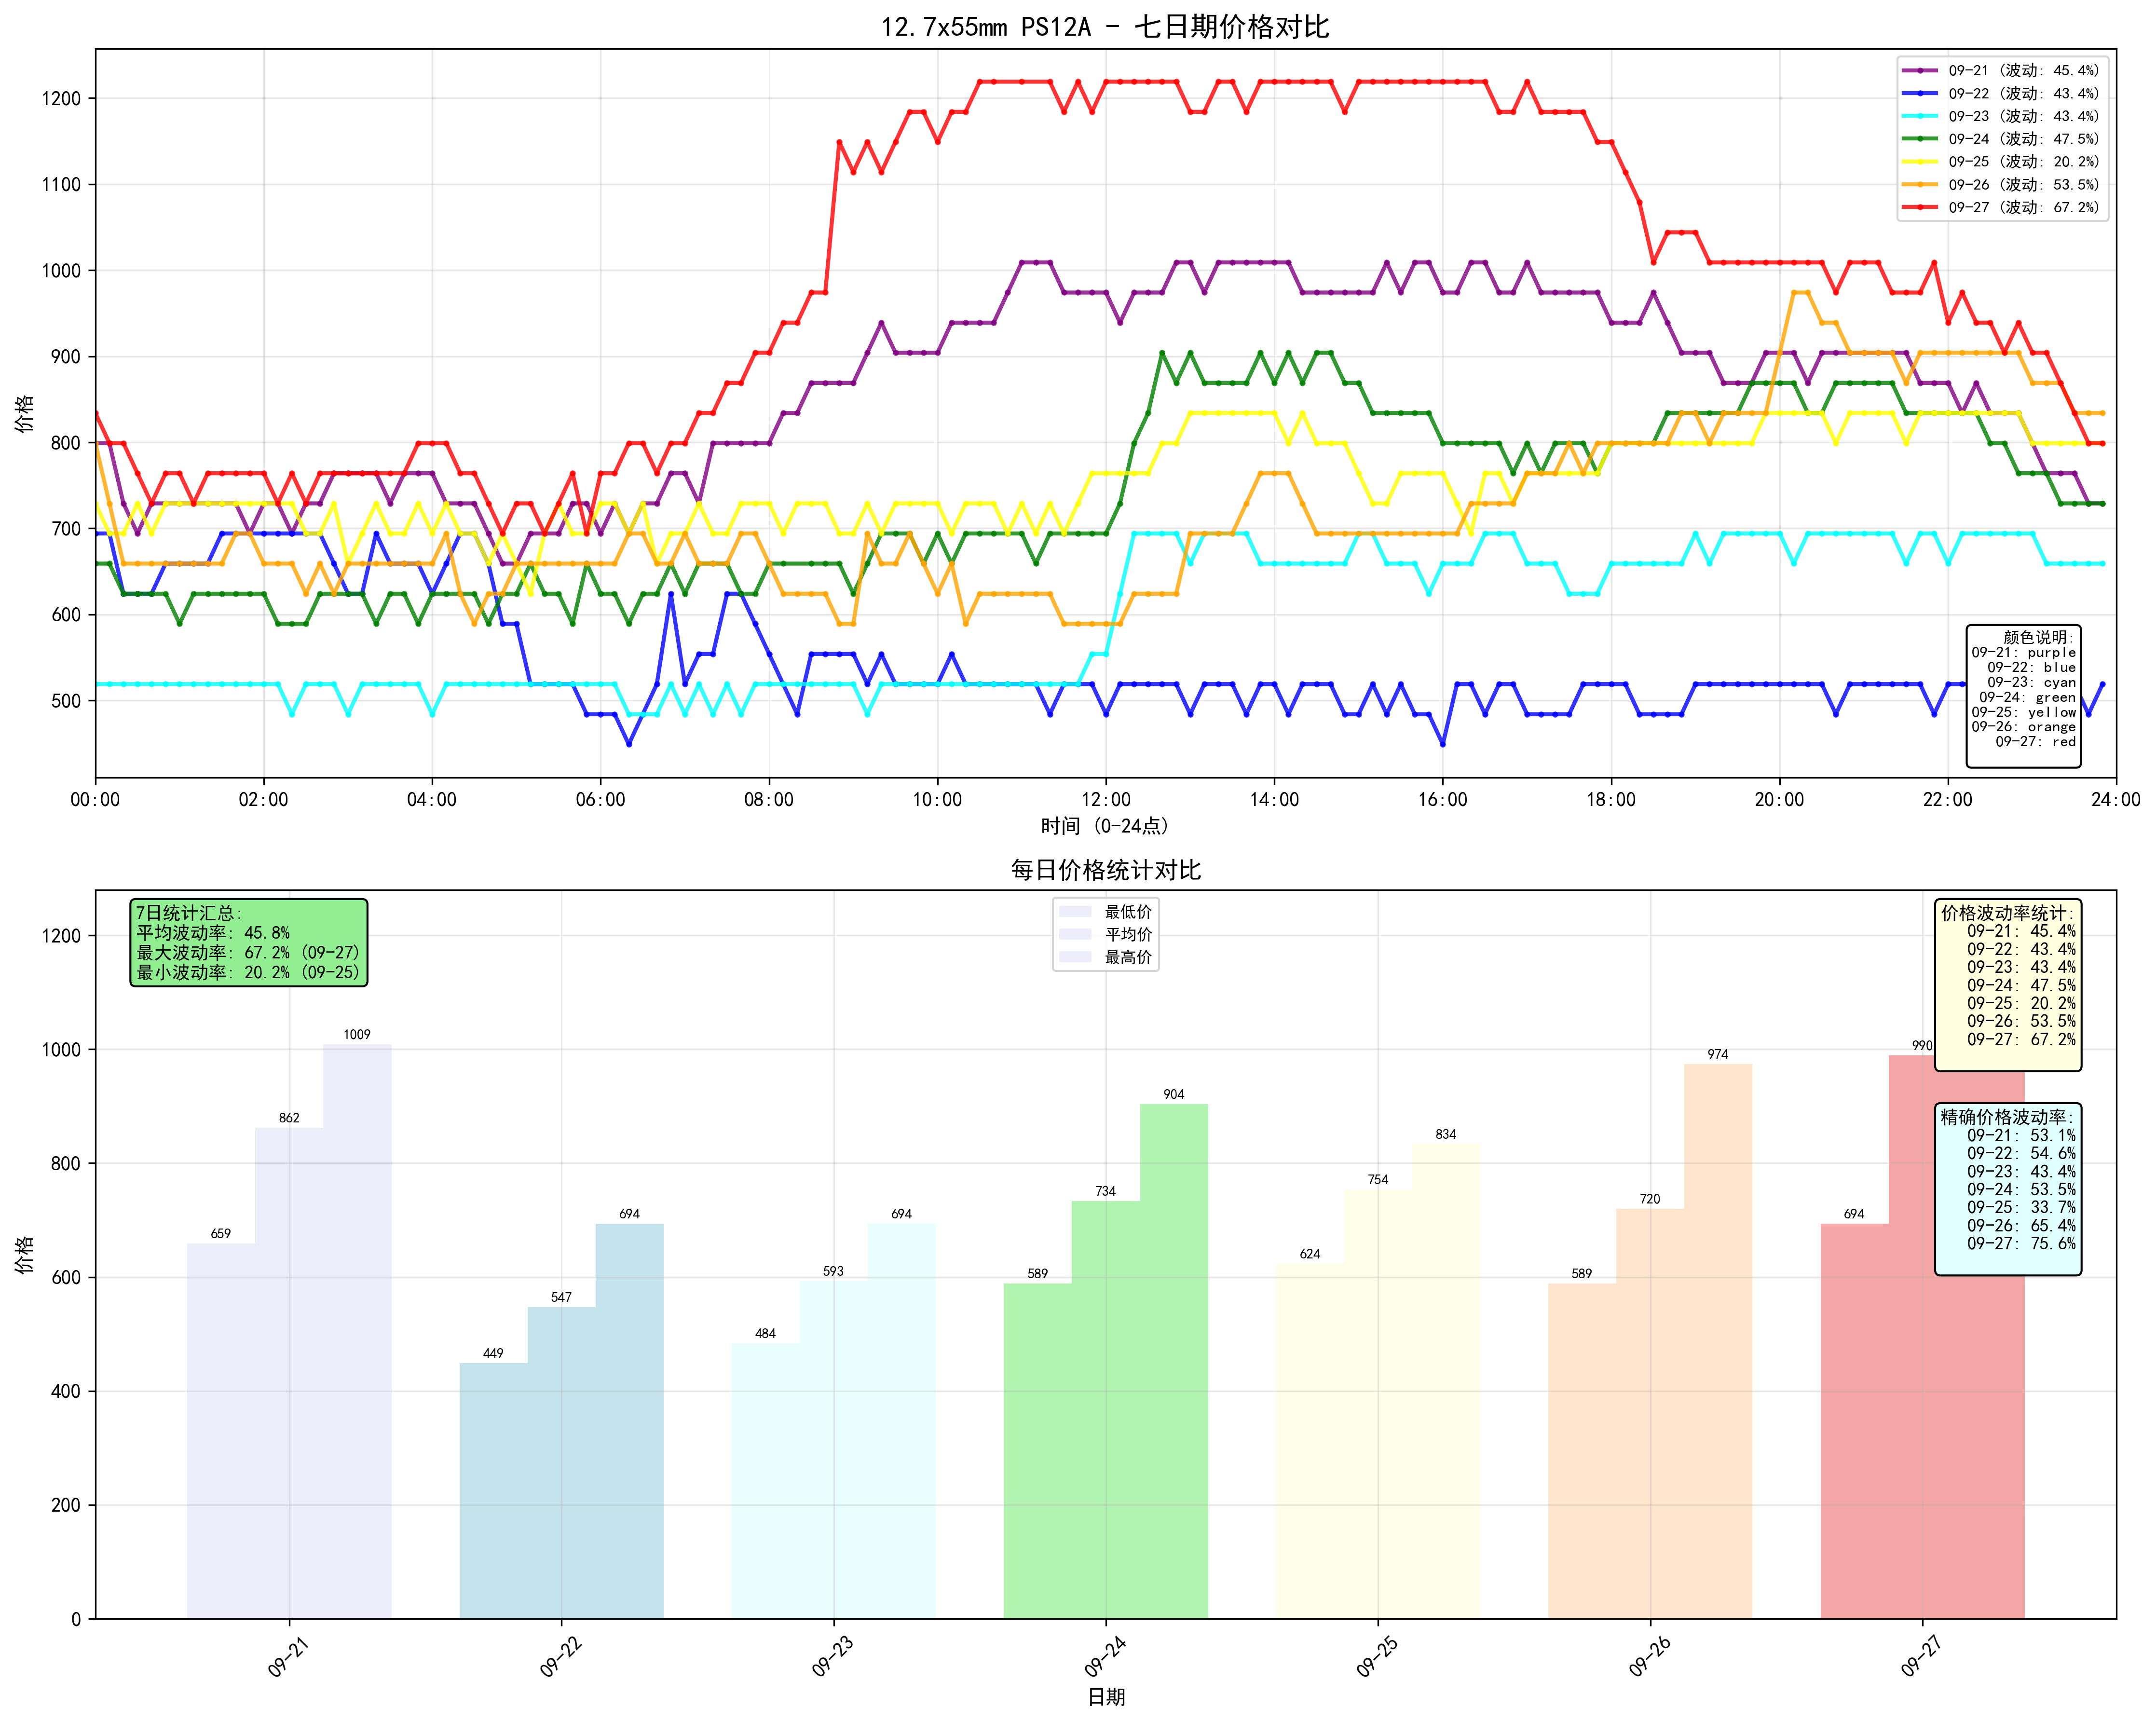 12.7x55mm PS12A - 七日期价格对比
价格
1200
1100
1000
900
800
700
600
500
09-21 (波动: 45.4%)
09-22 (波动: 43.4%)
09-23 (波动: 43.4%)
09-24 (波动: 47.5%)
09-25 (波动: 20.2%)
09-26 (波动: 53.5%)
09-27 (波动: 67.2%)
颜色说明:
09-21: purple
09-22: blue
09-23: cyan
09-24: green
09-25: yellow
09-26: orange
09-27: red
00:00 02:00 04:00 06:00 08:00 10:00 12:00 14:00 16:00 18:00 20:00 22:00 24:00
时间 (0-24点)
每日价格统计对比
价格
1200
1000
800
600
400
200
0
7日统计汇总:
平均波动率: 45.8%
最大波动率: 67.2% (09-27)
最小波动率: 20.2% (09-25)
最低价
平均价
最高价
价格波动率统计:
09-21: 45.4%
09-22: 43.4%
09-23: 43.4%
09-24: 47.5%
09-25: 20.2%
09-26: 53.5%
09-27: 67.2%
精确价格波动率:
09-21: 53.1%
09-22: 54.6%
09-23: 43.4%
09-24: 53.5%
09-25: 33.7%
09-26: 65.4%
09-27: 75.6%
659 862 1009
449 547 694
484 593 694
589 734 904
624 754 834
589 720 974
694 990
09-21 09-22 09-23 09-24 09-25 09-26 09-27
日期